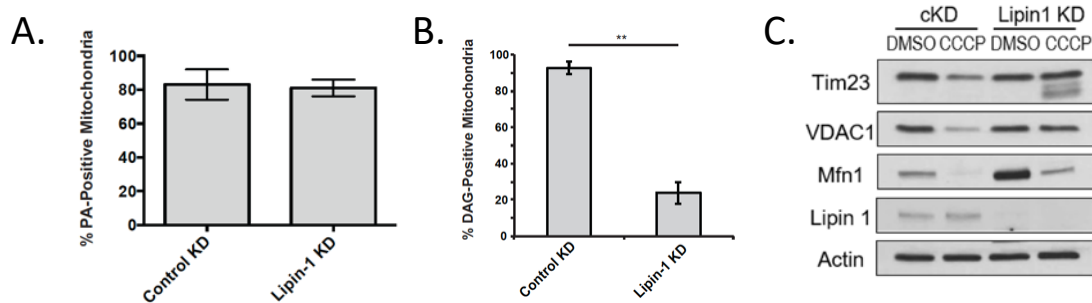 A.
% PA-Positive Mitochondria
100
80
60
40
20
0
Control KD
Lipin-1 KD
B.
% DAG-Positive Mitochondria
**
100
80
60
40
20
0
Control KD
Lipin-1 KD
C.
cKD Lipin1 KD
DMSO CCCP DMSO CCCP
Tim23
VDAC1
Mfn1
Lipin 1
Actin